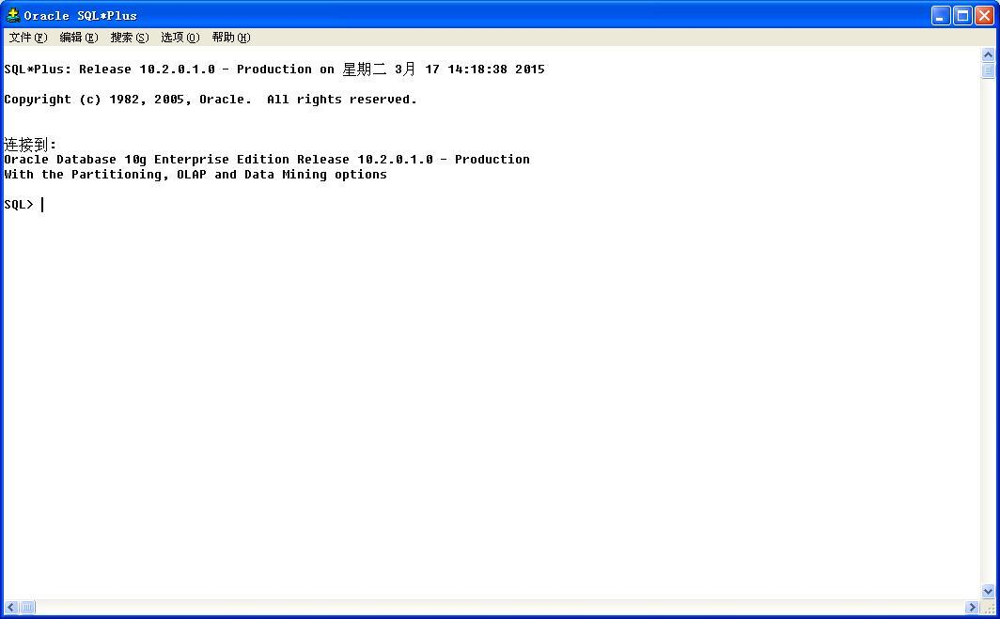 Oracle SQL*Plus
文件(F) 编辑(E) 搜索(S) 选项(O) 帮助(H)
SQL*Plus: Release 10.2.0.1.0 - Production on 星期二 3月 17 14:18:38 2015
Copyright (c) 1982, 2005, Oracle.  All rights reserved.
连接到:
Oracle Database 10g Enterprise Edition Release 10.2.0.1.0 - Production
With the Partitioning, OLAP and Data Mining options
SQL>